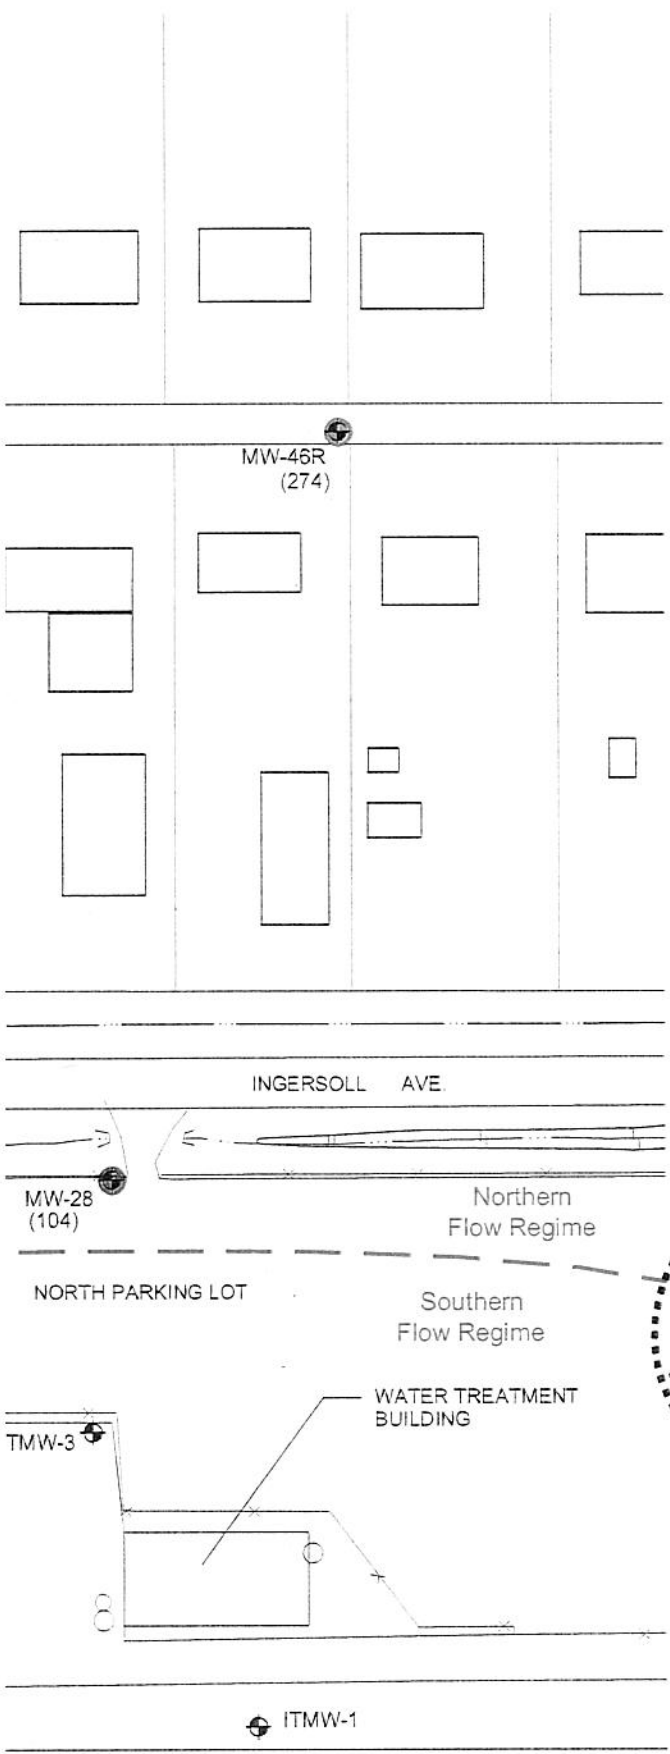 MW-46R
(274)
INGERSOLL AVE.
MW-28
(104)
Northern
Flow Regime
NORTH PARKING LOT
Southern
Flow Regime
WATER TREATMENT
BUILDING
TMW-3
ITMW-1